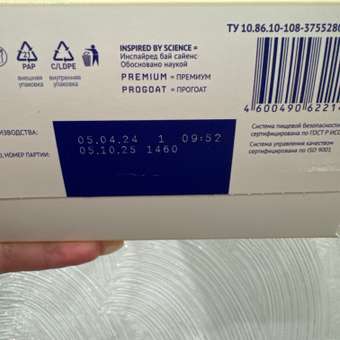 21
PAP
C/LDPE
внешняя
упаковка
внутренняя
упаковка
INSPIRED BY SCIENCE =
Инспайред бай сайенс
Обосновано наукой
PREMIUM = ПРЕМИУМ
PROGOAT = ПРОГОАТ
ТУ 10.86.10-108-3755280
4 600490 62214
Система пищевой безопасности
сертифицирована по ГОСТ Р ИСО
Система управления качеством
сертифицирована по ISO 9001
НОМЕР ПАРТИИ:
05.04.24 1 09:52
05.10.25 1460